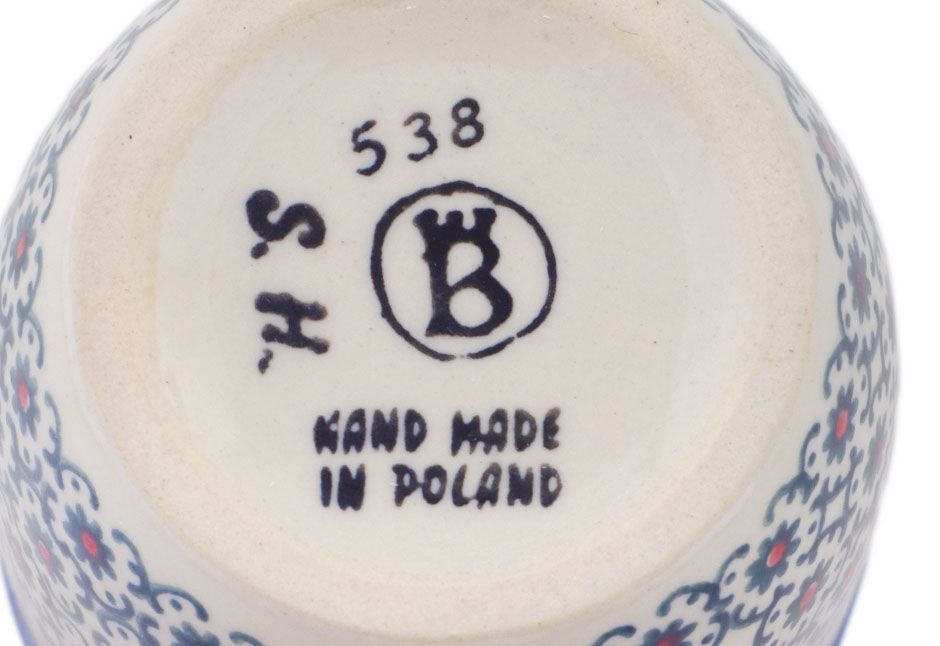 538
S. H.
B
HAND MADE
IN POLAND